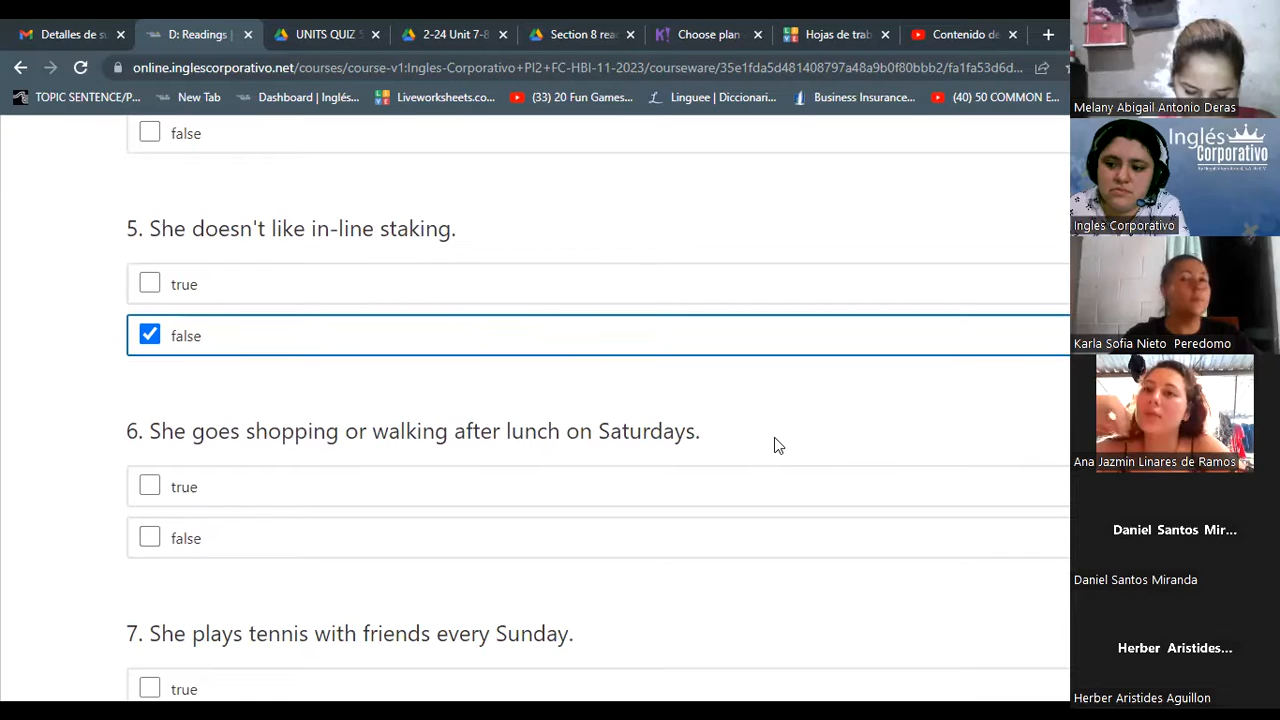 Detalles de su
D: Readings |
UNITS QUIZ S
2-24 Unit 7-8
Section 8 rea
Choose plan
Hojas de trab
Contenido de
online.inglescorporativo.net/courses/course-v1:Ingles-Corporativo+PI2+FC-HBI-11-2023/courseware/35e1fda5d481408797a48a9b0f80bbb2/fa1fa53d6d...
TOPIC SENTENCE/P...
New Tab
Dashboard | Inglés...
Liveworksheets.co...
(33) 20 Fun Games...
Linguee | Diccionari...
Business Insurance...
(40) 50 COMMON E...
false
5. She doesn't like in-line staking.
true
false
6. She goes shopping or walking after lunch on Saturdays.
true
false
7. She plays tennis with friends every Sunday.
true
Melany Abigail Antonio Deras
Inglés
Corporativo
Ingles Corporativo
Karla Sofia Nieto Peredomo
Ana Jazmin Linares de Ramos
Daniel Santos Mir...
Daniel Santos Miranda
Herber Aristides...
Herber Aristides Aguillon